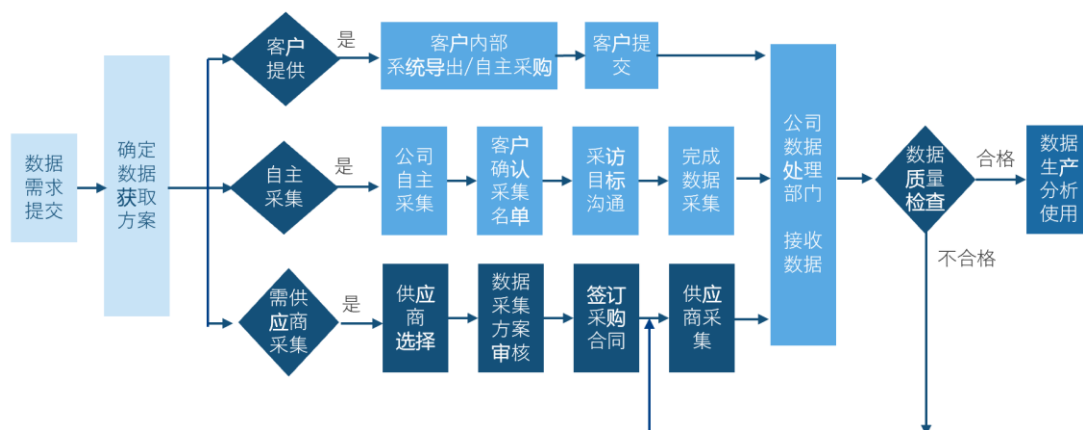 数据
需求
提交
确定
数据
获取
方案
客户
提供
是
客户内部
系统导出/自主采购
客户提
交
自主
采集
是
公司
自主
采集
客户
确认
采集
名单
采访
目标
沟通
完成
数据
采集
需供
应商
采集
是
供应
商
选择
数据
采集
方案
审核
签订
采购
合同
供应
商采
集
公司
数据
处理
部门
接收
数据
数据
质量
检查
合格
不合格
数据
生产
分析
使用